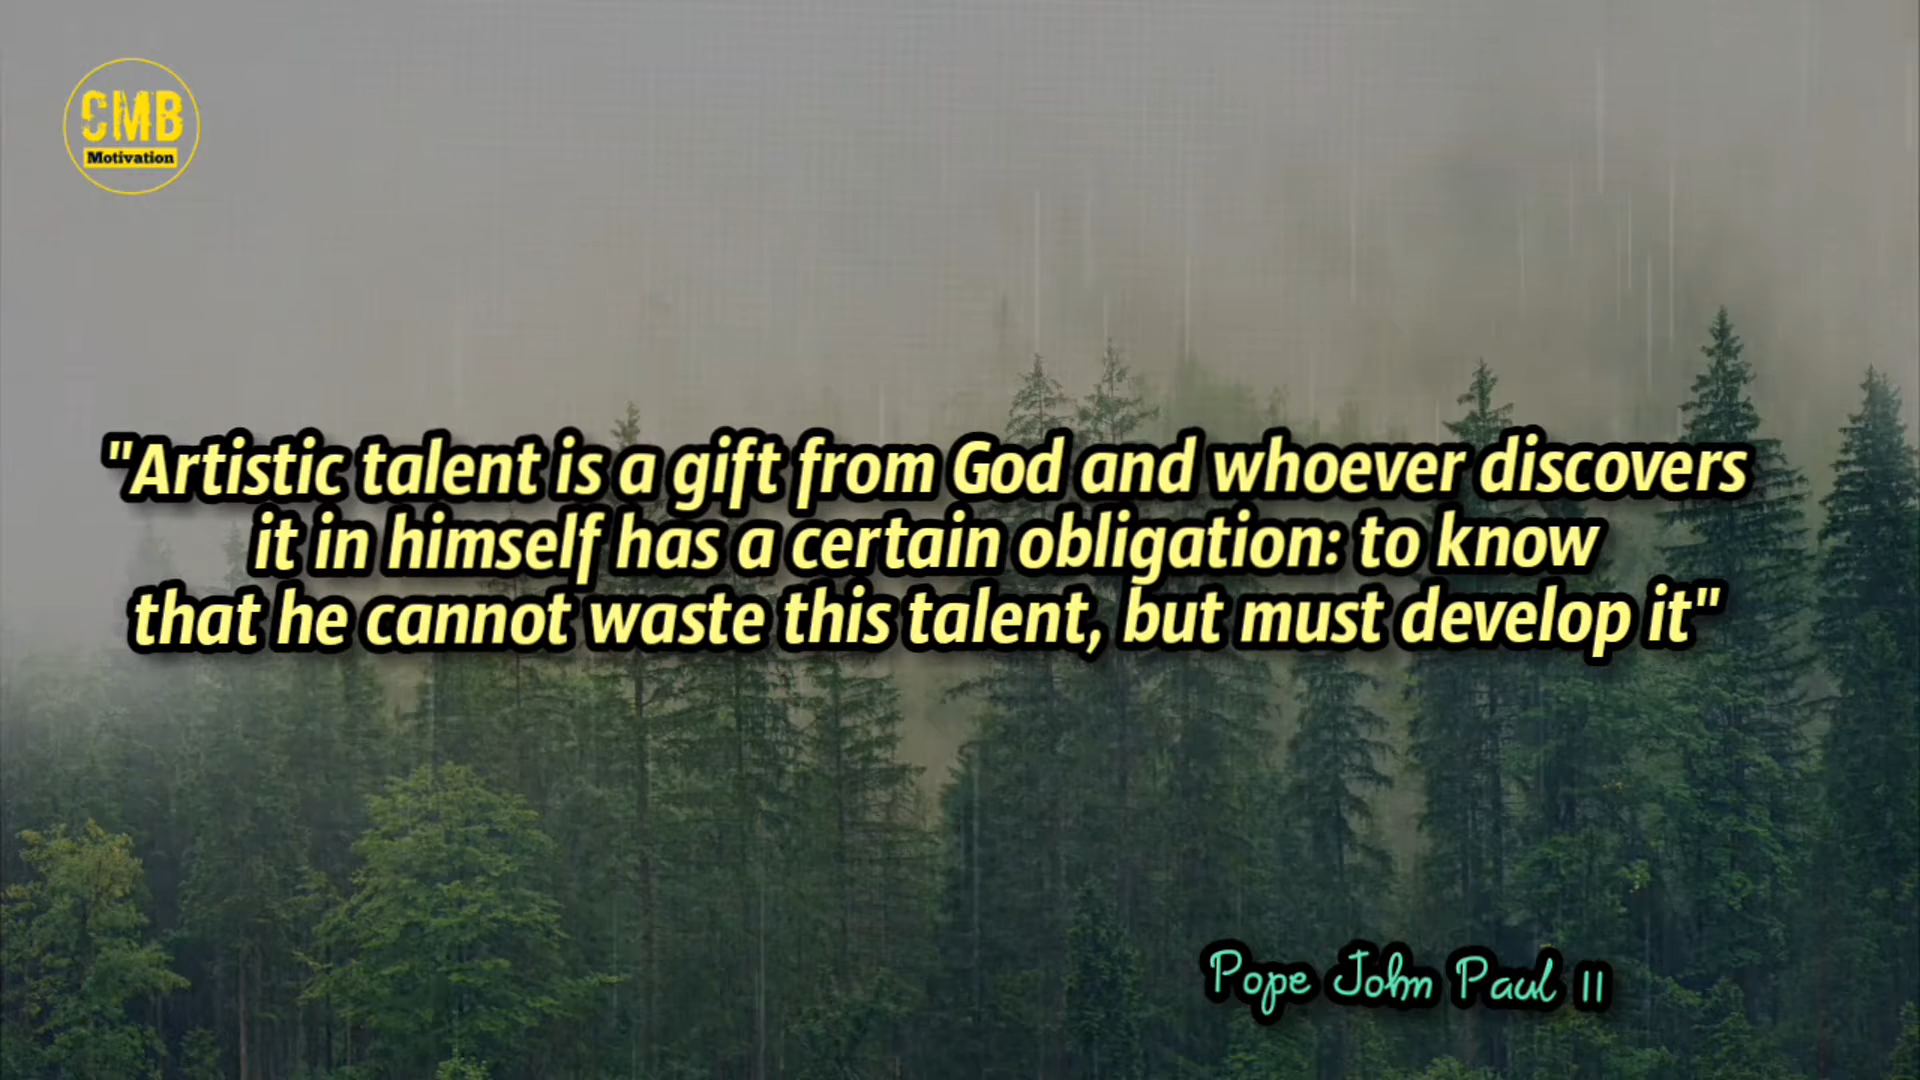 CMB
Motivation
"Artistic talent is a gift from God and whoever discovers
it in himself has a certain obligation: to know
that he cannot waste this talent, but must develop it"
Pope John Paul II